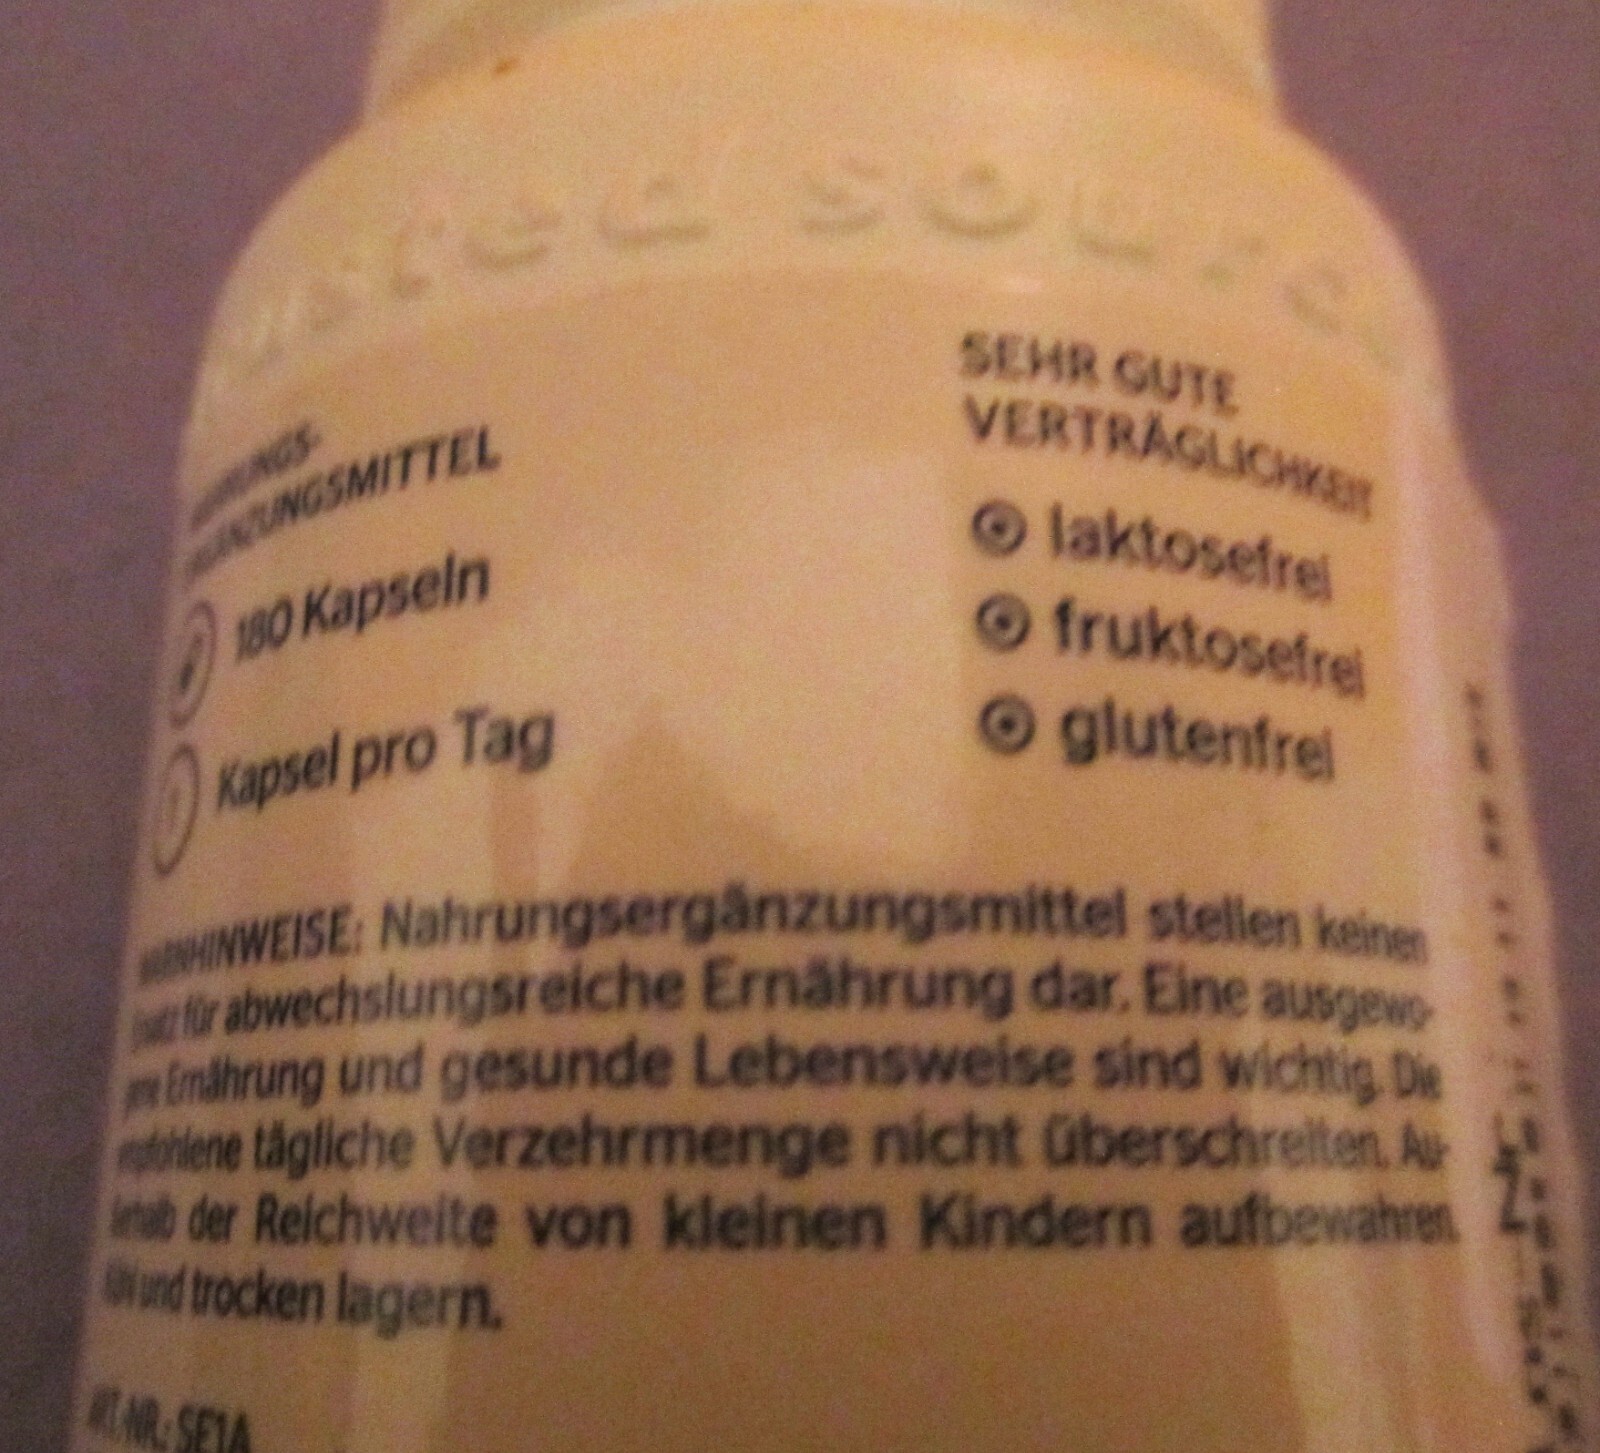 SEHR GUTE
VERTRÄGLICHKEIT
NAHRUNGS-
ERGÄNZUNGSMITTEL
180 Kapseln
Kapsel pro Tag
laktosefrei
fruktosefrei
glutenfrei
WARNHINWEISE: Nahrungsergänzungsmittel stellen keinen
Ersatz für abwechslungsreiche Ernährung dar. Eine ausgewo-
gene Ernährung und gesunde Lebensweise sind wichtig. Die
empfohlene tägliche Verzehrmenge nicht überschreiten. Au-
ßerhalb der Reichweite von kleinen Kindern aufbewahren.
Kühl und trocken lagern.
ART.-NR.: SE1A